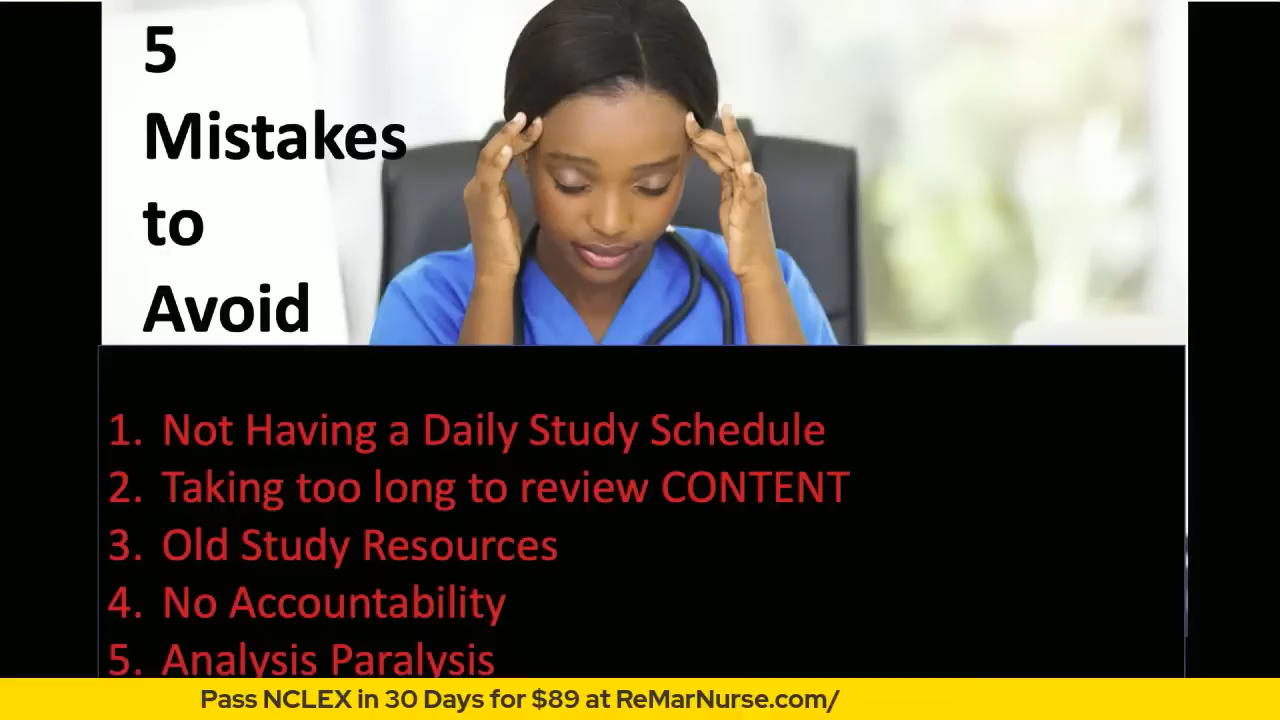 5
Mistakes
to
Avoid
1. Not Having a Daily Study Schedule
2. Taking too long to review CONTENT
3. Old Study Resources
4. No Accountability
5. Analysis Paralysis
Pass NCLEX in 30 Days for $89 at ReMarNurse.com/